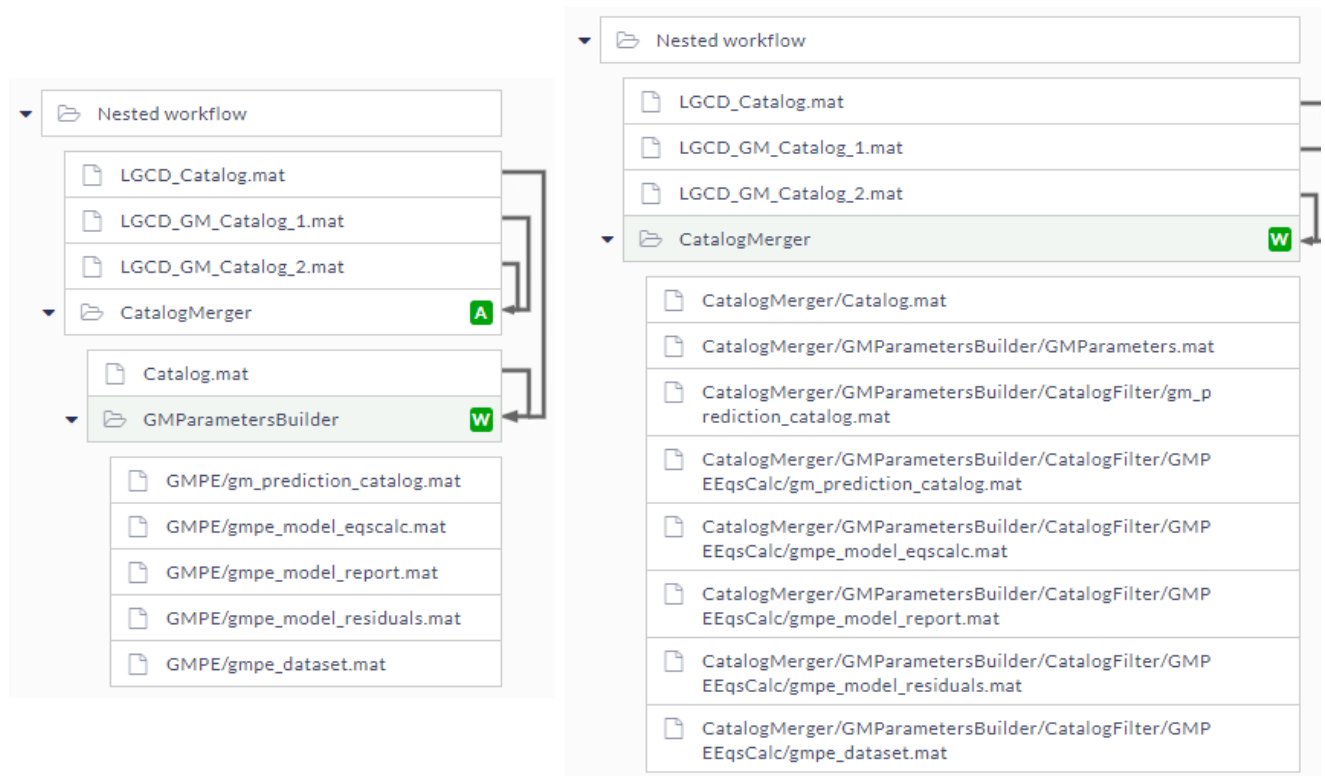 Nested workflow
LGCD_Catalog.mat
LGCD_GM_Catalog_1.mat
LGCD_GM_Catalog_2.mat
CatalogMerger
A
Catalog.mat
GMParametersBuilder
W
GMPE/gm_prediction_catalog.mat
GMPE/gmpe_model_eqscalc.mat
GMPE/gmpe_model_report.mat
GMPE/gmpe_model_residuals.mat
GMPE/gmpe_dataset.mat
Nested workflow
LGCD_Catalog.mat
LGCD_GM_Catalog_1.mat
LGCD_GM_Catalog_2.mat
CatalogMerger
W
CatalogMerger/Catalog.mat
CatalogMerger/GMParametersBuilder/GMParameters.mat
CatalogMerger/GMParametersBuilder/CatalogFilter/gm_p
rediction_catalog.mat
CatalogMerger/GMParametersBuilder/CatalogFilter/GMP
EEqsCalc/gm_prediction_catalog.mat
CatalogMerger/GMParametersBuilder/CatalogFilter/GMP
EEqsCalc/gmpe_model_eqscalc.mat
CatalogMerger/GMParametersBuilder/CatalogFilter/GMP
EEqsCalc/gmpe_model_report.mat
CatalogMerger/GMParametersBuilder/CatalogFilter/GMP
EEqsCalc/gmpe_model_residuals.mat
CatalogMerger/GMParametersBuilder/CatalogFilter/GMP
EEqsCalc/gmpe_dataset.mat